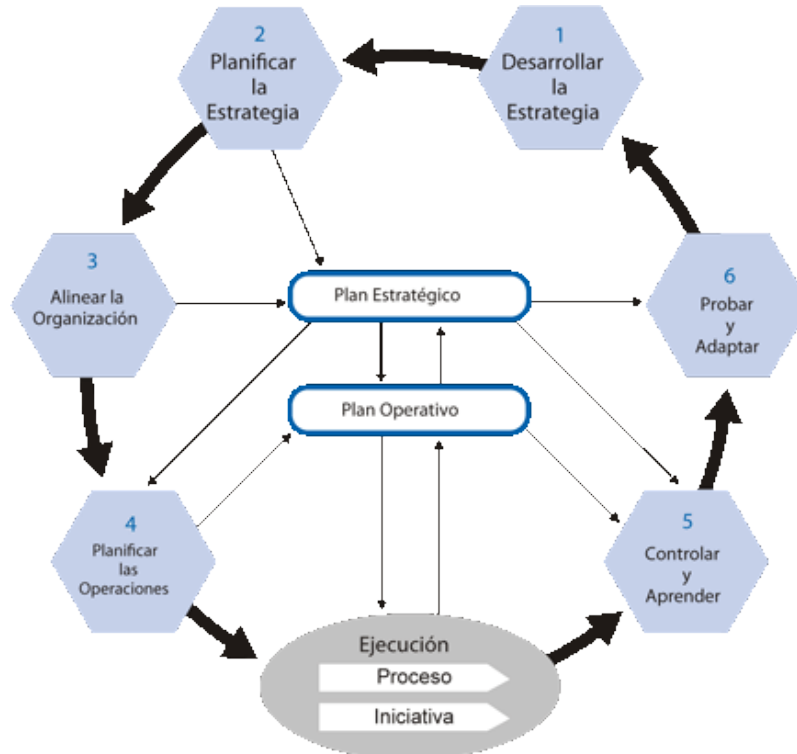 1
Desarrollar
la
Estrategia
2
Planificar
la
Estrategia
3
Alinear la
Organización
4
Planificar
las
Operaciones
Ejecución
Proceso
Iniciativa
5
Controlar
y
Aprender
6
Probar
y
Adaptar
Plan Estratégico
Plan Operativo